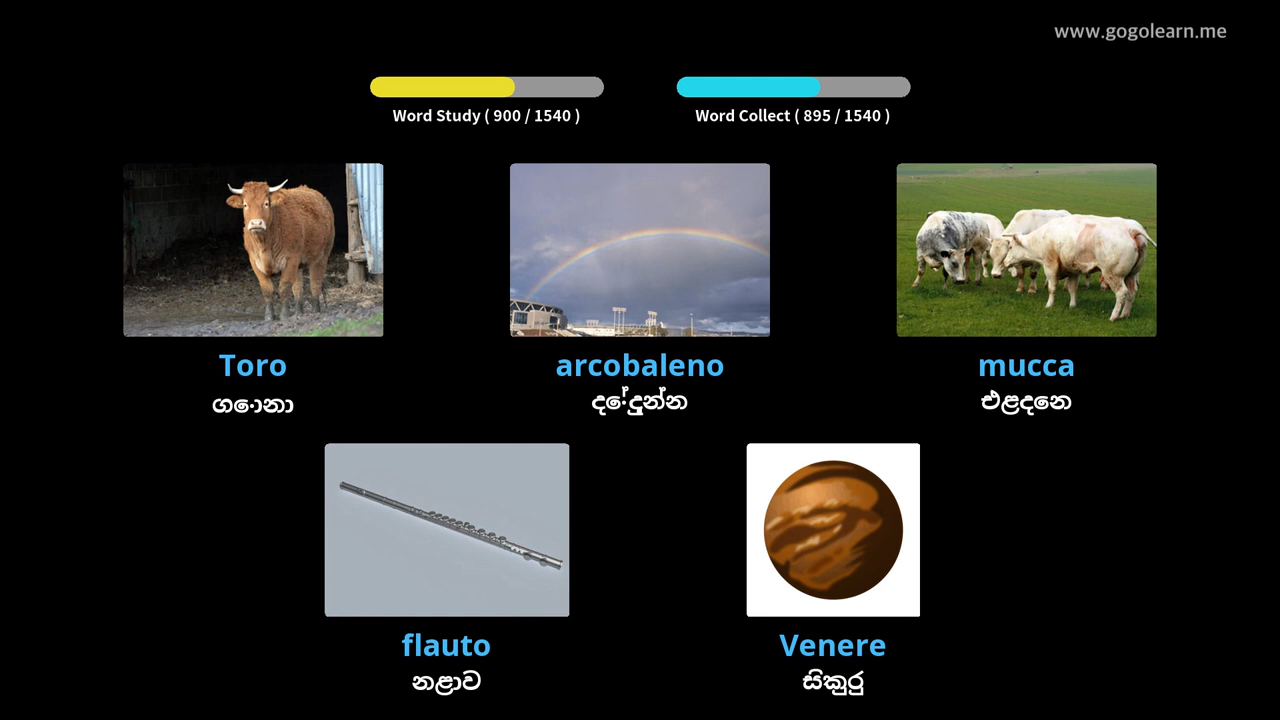 www.gogolearn.me
Word Study ( 900 / 1540 )
Word Collect ( 895 / 1540 )
Toro
arcobaleno
mucca
ගොනා
දේදුන්න
එළදෙන
flauto
Venere
නළාව
සිකුරු